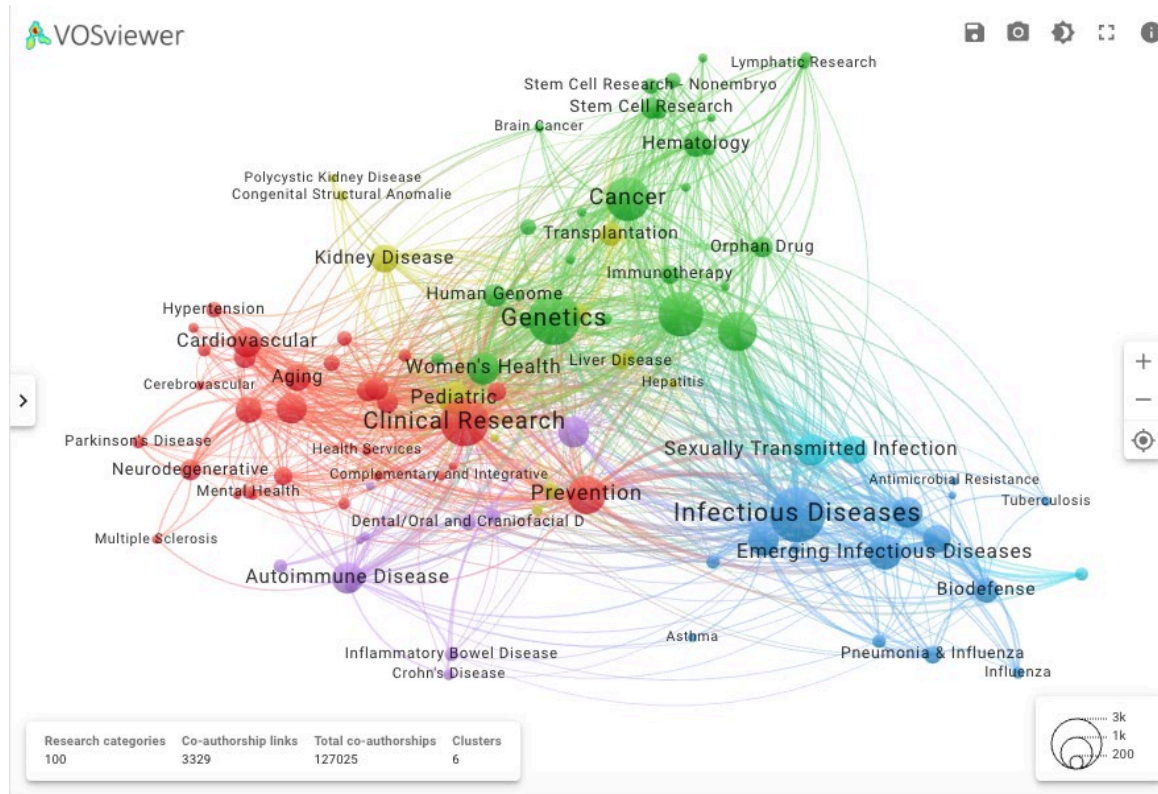 VOSviewer
Lymphatic Research
Stem Cell Research - Nonembryo
Stem Cell Research
Brain Cancer
Hematology
Polycystic Kidney Disease
Congenital Structural Anomalie
Cancer
Transplantation
Orphan Drug
Kidney Disease
Immunotherapy
Human Genome
Hypertension
Genetics
Cardiovascular
Women's Health
Liver Disease
Aging
Hepatitis
Cerebrovascular
Pediatric
Clinical Research
Parkinson's Disease
Health Services
Sexually Transmitted Infection
Neurodegenerative
Complementary and Integrative
Antimicrobial Resistance
Mental Health
Prevention
Tuberculosis
Infectious Diseases
Dental/Oral and Craniofacial D
Multiple Sclerosis
Emerging Infectious Diseases
Autoimmune Disease
Biodefense
Asthma
Inflammatory Bowel Disease
Pneumonia & Influenza
Crohn's Disease
Influenza
Research categories Co-authorship links Total co-authorships Clusters
100 3329 127025 6
3k
1k
200